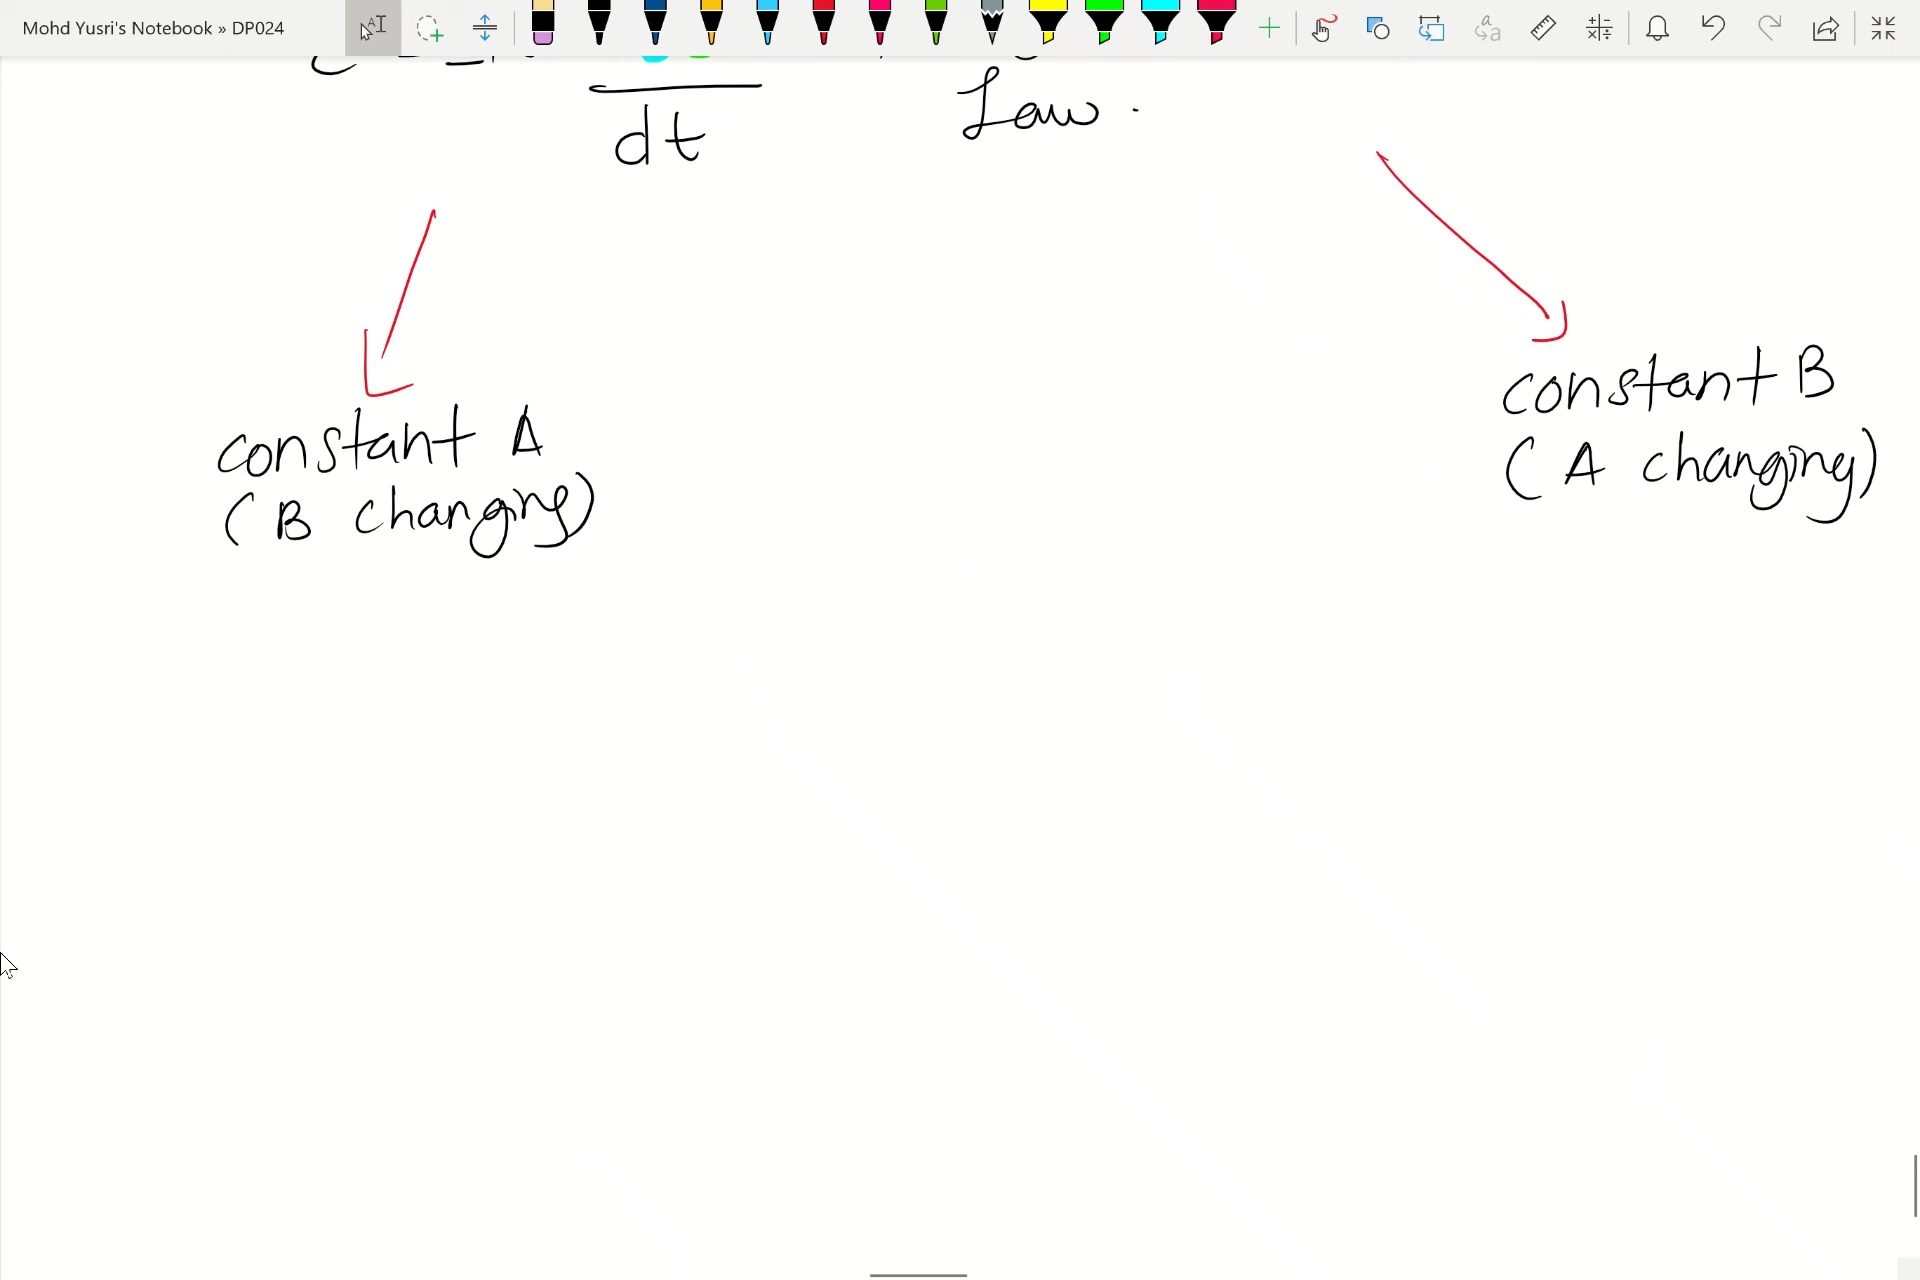 Mohd Yusri's Notebook » DP024
dt
Law.
constant A
(B changing)
constant B
(A changing)